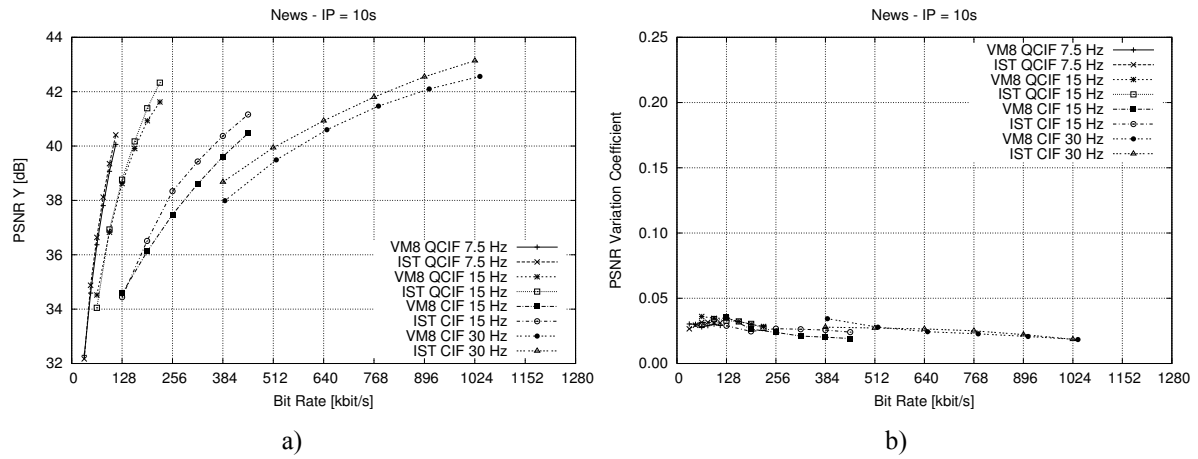 News - IP = 10s
44
42
40
38
36
34
32
PSNR Y [dB]
VM8 QCIF 7.5 Hz
IST QCIF 7.5 Hz
VM8 QCIF 15 Hz
IST QCIF 15 Hz
VM8 CIF 15 Hz
IST CIF 15 Hz
VM8 CIF 30 Hz
IST CIF 30 Hz
0 128 256 384 512 640 768 896 1024 1152 1280
Bit Rate [kbit/s]
a)
News - IP = 10s
0.25
0.20
0.15
0.10
0.05
0.00
PSNR Variation Coefficient
VM8 QCIF 7.5 Hz
IST QCIF 7.5 Hz
VM8 QCIF 15 Hz
IST QCIF 15 Hz
VM8 CIF 15 Hz
IST CIF 15 Hz
VM8 CIF 30 Hz
IST CIF 30 Hz
0 128 256 384 512 640 768 896 1024 1152 1280
Bit Rate [kbit/s]
b)